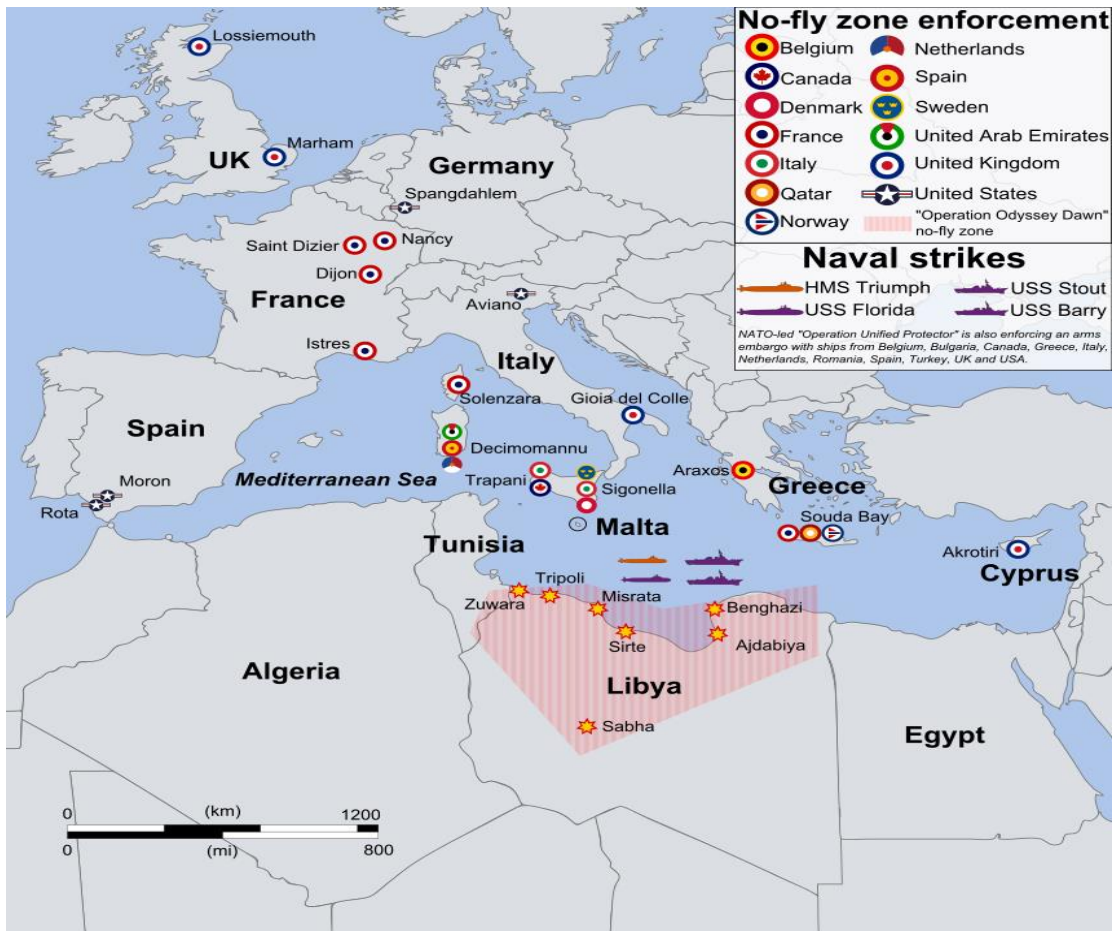 No-fly zone enforcement
Belgium
Netherlands
Canada
Spain
Denmark
Sweden
France
United Arab Emirates
Italy
United Kingdom
Qatar
United States
Norway
"Operation Odyssey Dawn"
no-fly zone
Naval strikes
HMS Triumph
USS Stout
USS Florida
USS Barry
NATO-led "Operation Unified Protector" is also enforcing an arms
embargo with ships from Belgium, Bulgaria, Canada, Greece, Italy,
Netherlands, Romania, Spain, Turkey, UK and USA.
Lossiemouth
Marham
UK
Germany
Spangdahlem
Saint Dizier
Nancy
Dijon
France
Aviano
Istres
Italy
Solenzara
Gioia del Colle
Spain
Decimomannu
Mediterranean Sea
Trapani
Sigonella
Araxos
Greece
Moron
Rota
Malta
Souda Bay
Tunisia
Akrotiri
Cyprus
Tripoli
Zuwara
Misrata
Benghazi
Sirte
Ajdabiya
Algeria
Libya
Sabha
Egypt
0
(km)
1200
0
(mi)
800